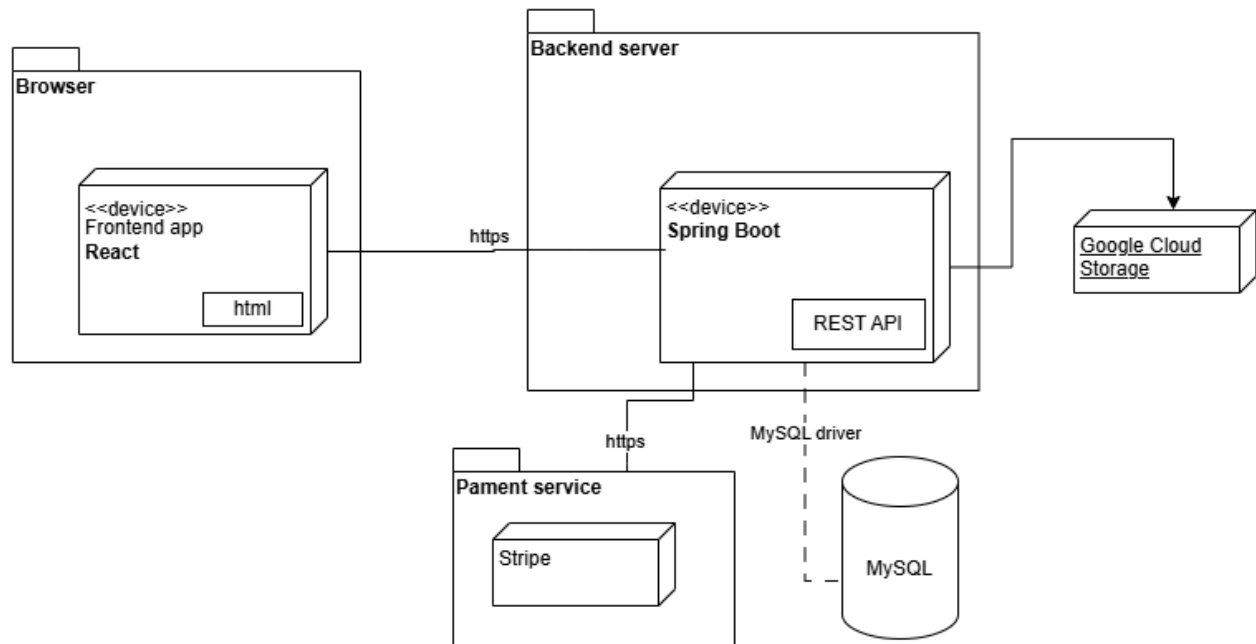 Backend server
Browser
<<device>>
Frontend app
React
html
https
<<device>>
Spring Boot
REST API
Google Cloud
Storage
https
MySQL driver
Pament service
Stripe
MySQL